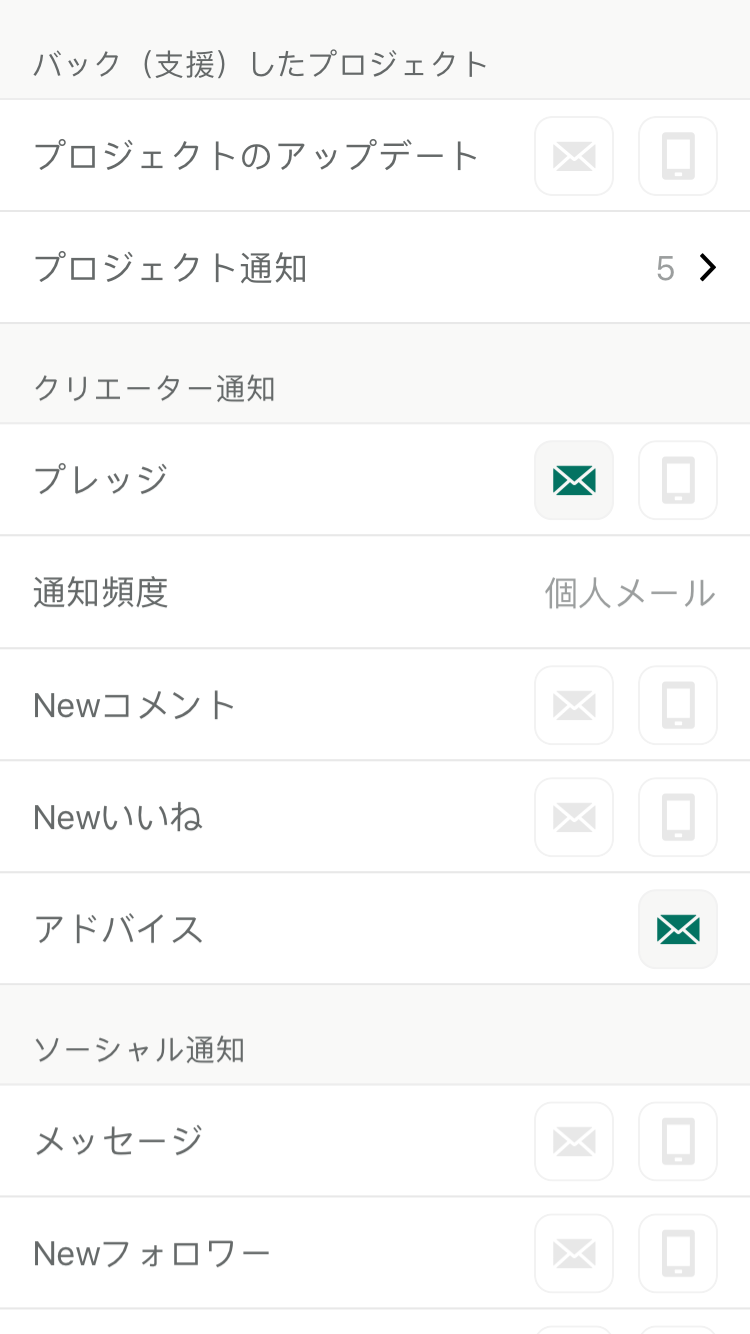 バック（支援）したプロジェクト
プロジェクトのアップデート
プロジェクト通知 5
クリエーター通知
プレッジ
通知頻度 個人メール
Newコメント
Newいいね
アドバイス
ソーシャル通知
メッセージ
Newフォロワー